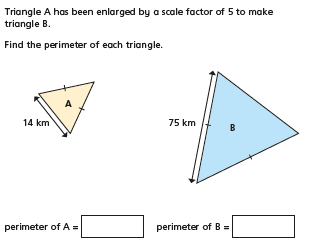 Triangle A has been enlarged by a scale factor of 5 to make
triangle B.
Find the perimeter of each triangle.
A
14 km
75 km
B
perimeter of A =
perimeter of B =